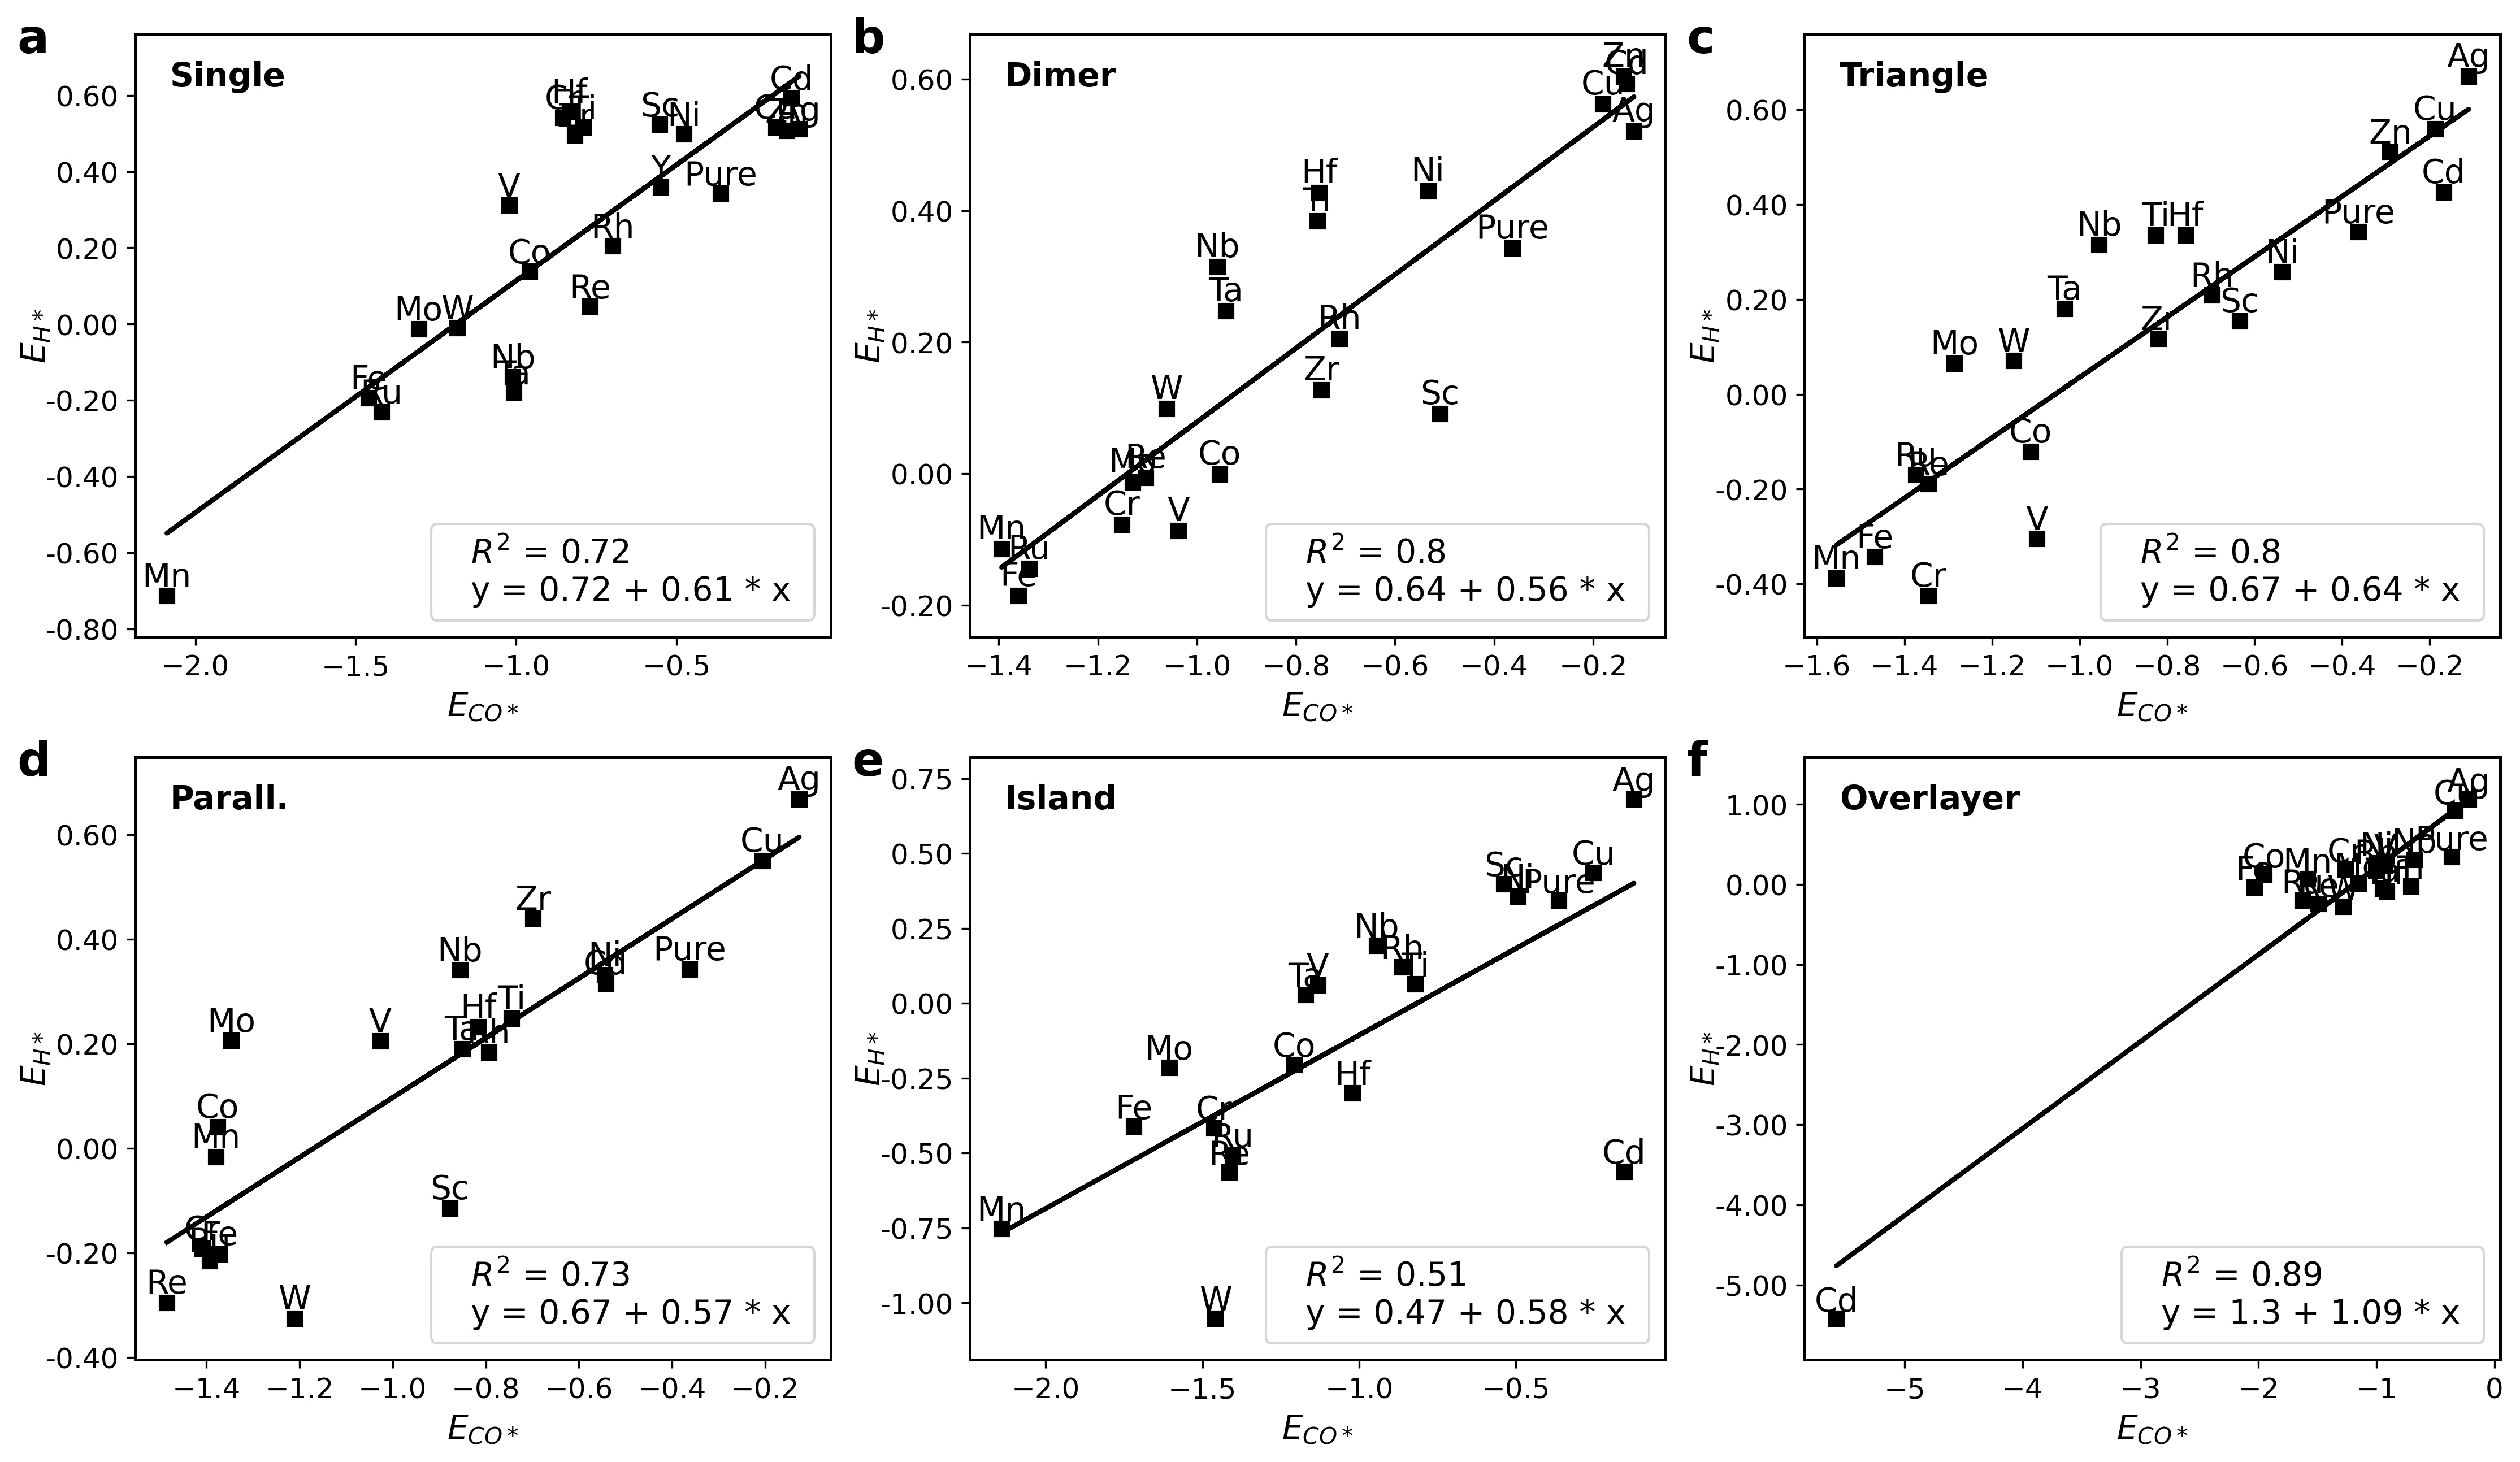 a
Single
Mn
Fe
Mo
W
Nb
V
Co
Hf
Re
Rh
Sc
Ni
Y
Pure
Cd
Ag
0.60
0.40
0.20
0.00
-0.20
-0.40
-0.60
-0.80
E_H*
−2.0 −1.5 −1.0 −0.5
E_CO*
R² = 0.72
y = 0.72 + 0.61 * x
b
Dimer
Zn
Cu
Ag
Hf
Ni
Pure
Nb
Ta
Rh
Zr
Sc
W
Co
Re
Cr
V
Mn
Ru
Fe
0.60
0.40
0.20
0.00
-0.20
E_H*
−1.4 −1.2 −1.0 −0.8 −0.6 −0.4 −0.2
E_CO*
R² = 0.8
y = 0.64 + 0.56 * x
c
Triangle
Ag
Cu
Zn
Cd
Pure
Ni
Nb
Ti
Hf
Rh
Sc
Ta
Zr
Mo
W
Co
Ru
Re
V
Fe
Mn
Cr
0.60
0.40
0.20
0.00
-0.20
-0.40
E_H*
−1.6 −1.4 −1.2 −1.0 −0.8 −0.6 −0.4 −0.2
E_CO*
R² = 0.8
y = 0.67 + 0.64 * x
d
Parall.
Ag
Cu
Zr
Nb
Ni
Cd
Pure
Mo
V
Hf
Ti
Ta
Rh
Co
Mn
Sc
Cr
Fe
Re
W
0.60
0.40
0.20
0.00
-0.20
-0.40
E_H*
−1.4 −1.2 −1.0 −0.8 −0.6 −0.4 −0.2
E_CO*
R² = 0.73
y = 0.67 + 0.57 * x
e
Island
Ag
Cu
Sc
Ni
Pure
Nb
Rh
Ti
Ta
V
Co
Mo
Hf
Fe
Cr
Ru
Re
Cd
Mn
W
0.75
0.50
0.25
0.00
-0.25
-0.50
-0.75
-1.00
E_H*
−2.0 −1.5 −1.0 −0.5
E_CO*
R² = 0.51
y = 0.47 + 0.58 * x
f
Overlayer
Ag
Pure
Co
Fe
Mn
Cd
1.00
0.00
-1.00
-2.00
-3.00
-4.00
-5.00
E_H*
−5 −4 −3 −2 −1 0
E_CO*
R² = 0.89
y = 1.3 + 1.09 * x